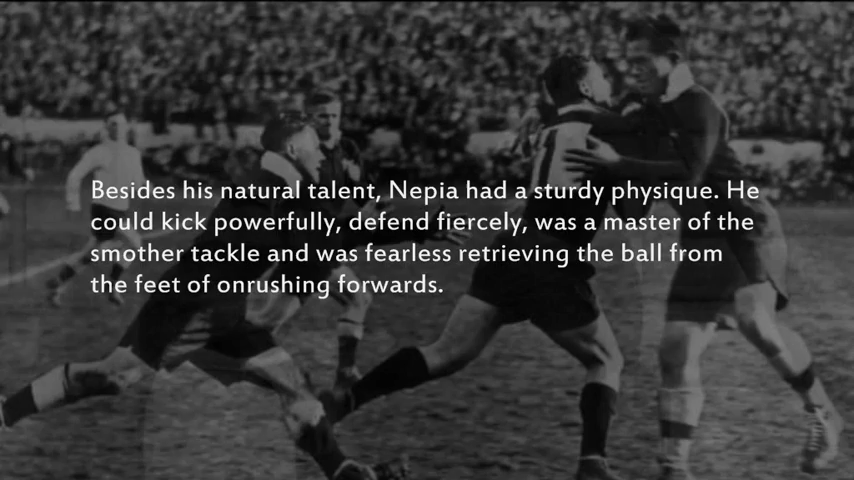 Besides his natural talent, Nepia had a sturdy physique. He
could kick powerfully, defend fiercely, was a master of the
smother tackle and was fearless retrieving the ball from
the feet of onrushing forwards.